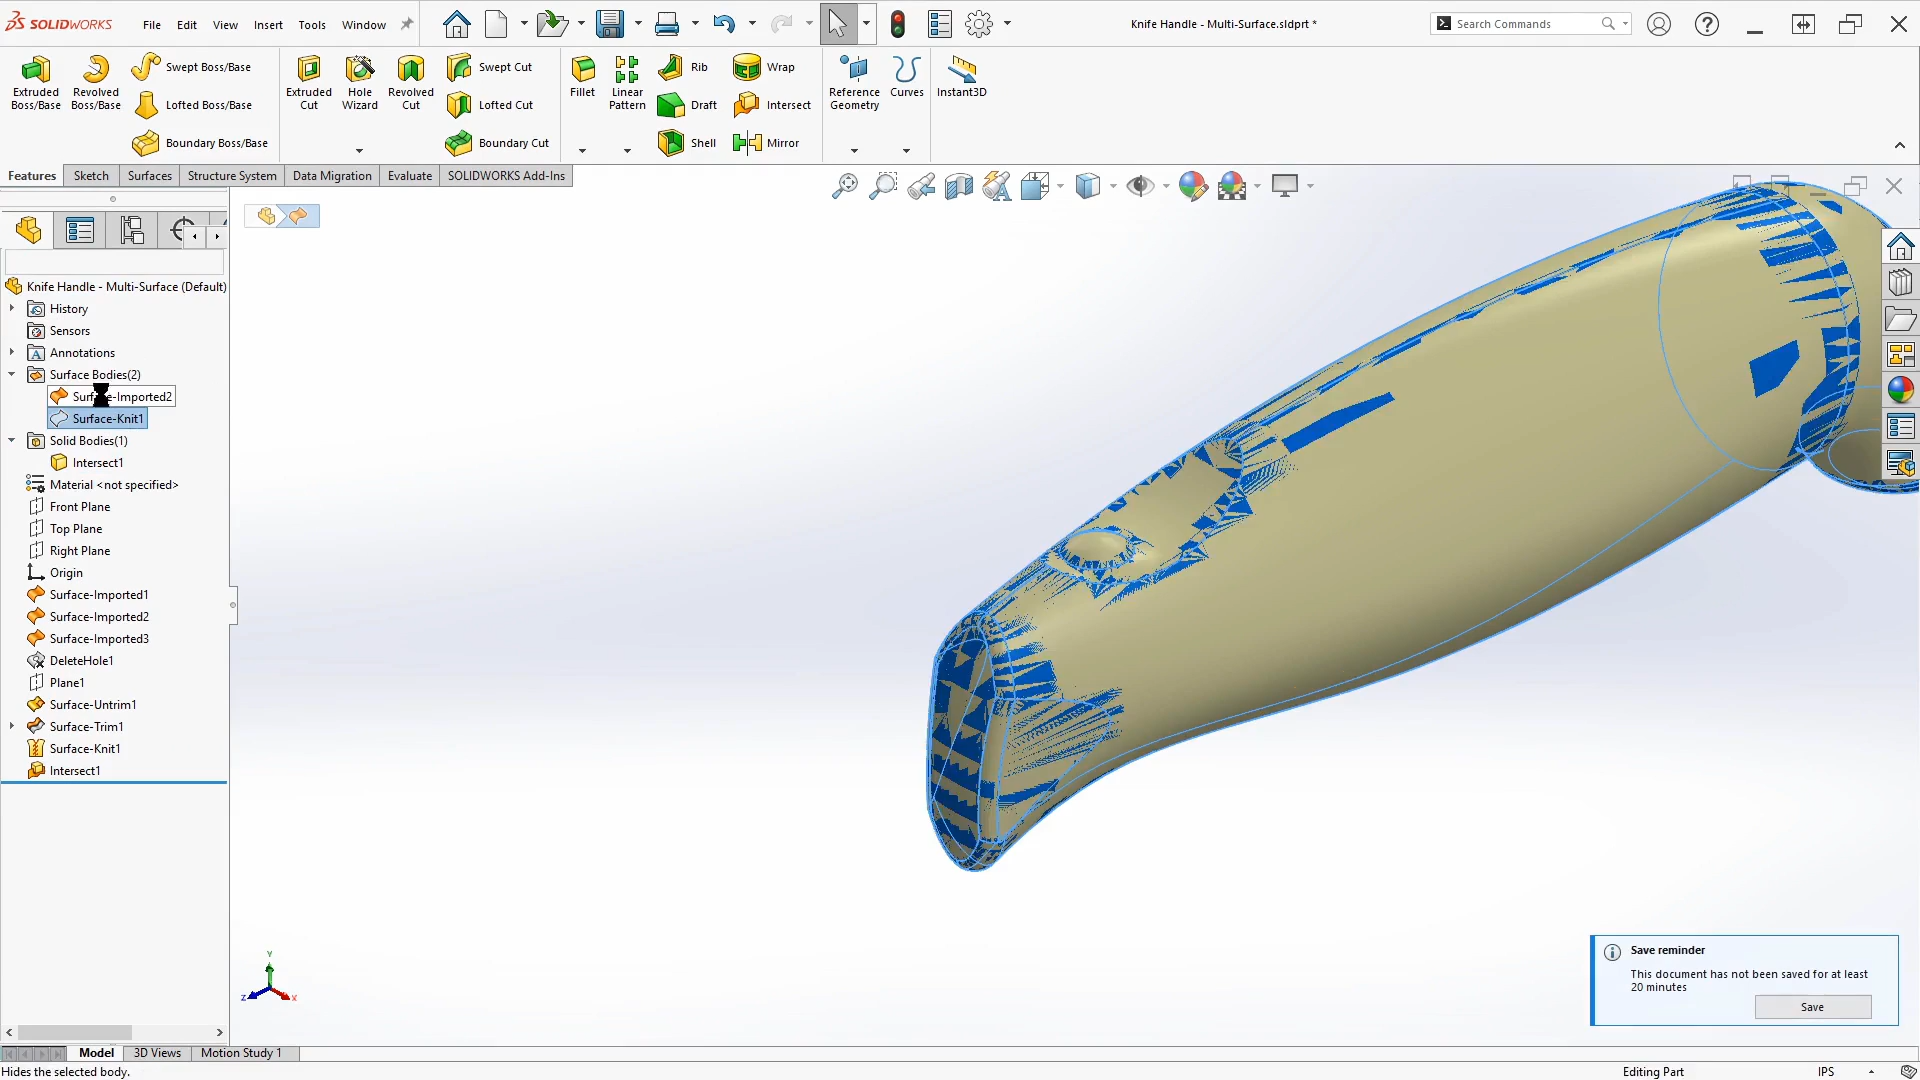 SOLIDWORKS
File
Edit
View
Insert
Tools
Window
Knife Handle - Multi-Surface.sldprt *
Search Commands
Extruded
Boss/Base
Revolved
Boss/Base
Swept Boss/Base
Lofted Boss/Base
Boundary Boss/Base
Extruded
Cut
Hole
Wizard
Revolved
Cut
Swept Cut
Lofted Cut
Boundary Cut
Fillet
Linear
Pattern
Rib
Draft
Shell
Wrap
Intersect
Mirror
Reference
Geometry
Curves
Instant3D
Features
Sketch
Surfaces
Structure System
Data Migration
Evaluate
SOLIDWORKS Add-Ins
Knife Handle - Multi-Surface (Default)
History
Sensors
Annotations
Surface Bodies(2)
Surface-Imported2
Surface-Knit1
Solid Bodies(1)
Intersect1
Material <not specified>
Front Plane
Top Plane
Right Plane
Origin
Surface-Imported1
Surface-Imported2
Surface-Imported3
DeleteHole1
Plane1
Surface-Untrim1
Surface-Trim1
Surface-Knit1
Intersect1
Y
Z
X
Save reminder
This document has not been saved for at least
20 minutes
Save
Model
3D Views
Motion Study 1
Hides the selected body.
Editing Part
IPS